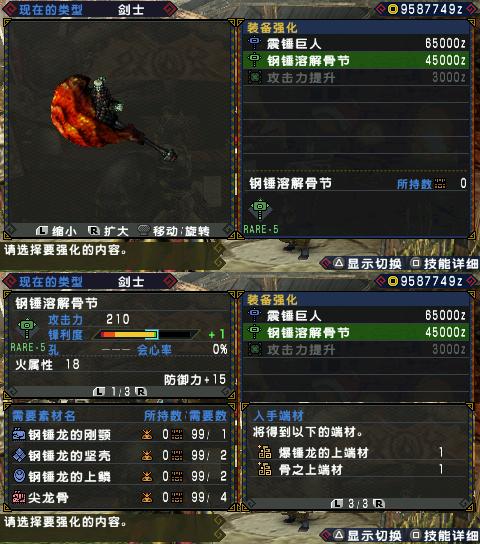 现在的类型 剑士
9587749z
装备强化
震锤巨人 65000z
钢锤溶解骨节 45000z
攻击力提升 3000z
钢锤溶解骨节 所持数 0
RARE-5
L 缩小 R 扩大 移动/旋转
请选择要强化的内容。
△显示切换 □技能详细
现在的类型 剑士
9587749z
钢锤溶解骨节
攻击力 210
锋利度 +1
RARE-5 孔 --- 会心率 0%
火属性 18
防御力+15
L 1/3 R
装备强化
震锤巨人 65000z
钢锤溶解骨节 45000z
攻击力提升 3000z
需要素材名 所持数/需要数
钢锤龙的刚颚 0 99/ 1
钢锤龙的坚壳 0 99/ 2
钢锤龙的上鳞 0 99/ 2
尖龙骨 0 99/ 4
入手端材
将得到以下的端材。
爆锤龙的上端材 1
骨之上端材 1
L 3/3 R
请选择要强化的内容。
△显示切换 □技能详细